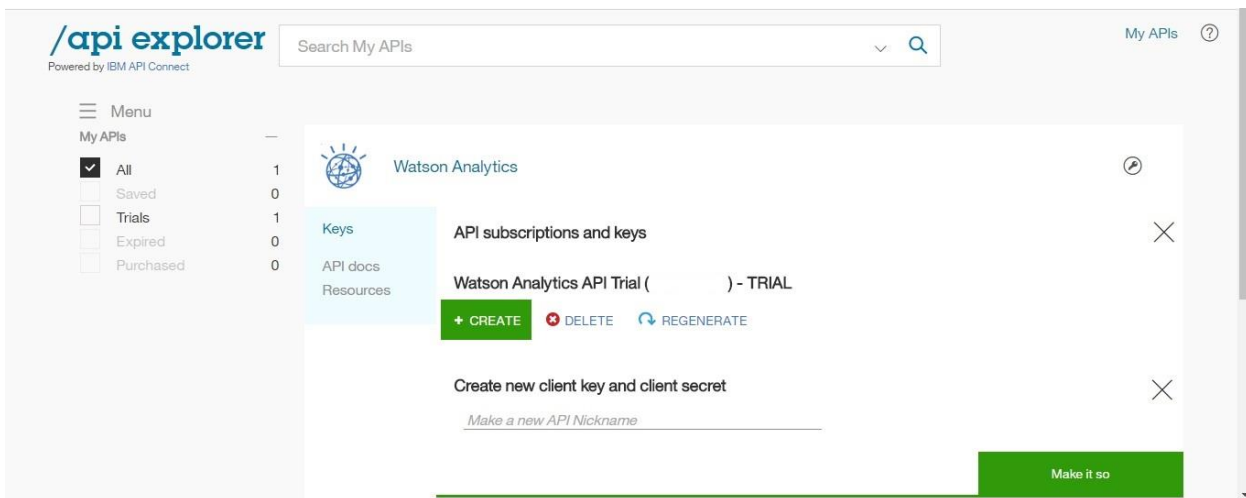 /api explorer
Powered by IBM API Connect
Search My APIs
My APIs
?
Menu
My APIs
All 1
Saved 0
Trials 1
Expired 0
Purchased 0
Watson Analytics
Keys
API docs
Resources
API subscriptions and keys
Watson Analytics API Trial ( ) - TRIAL
+ CREATE DELETE REGENERATE
Create new client key and client secret
Make a new API Nickname
Make it so